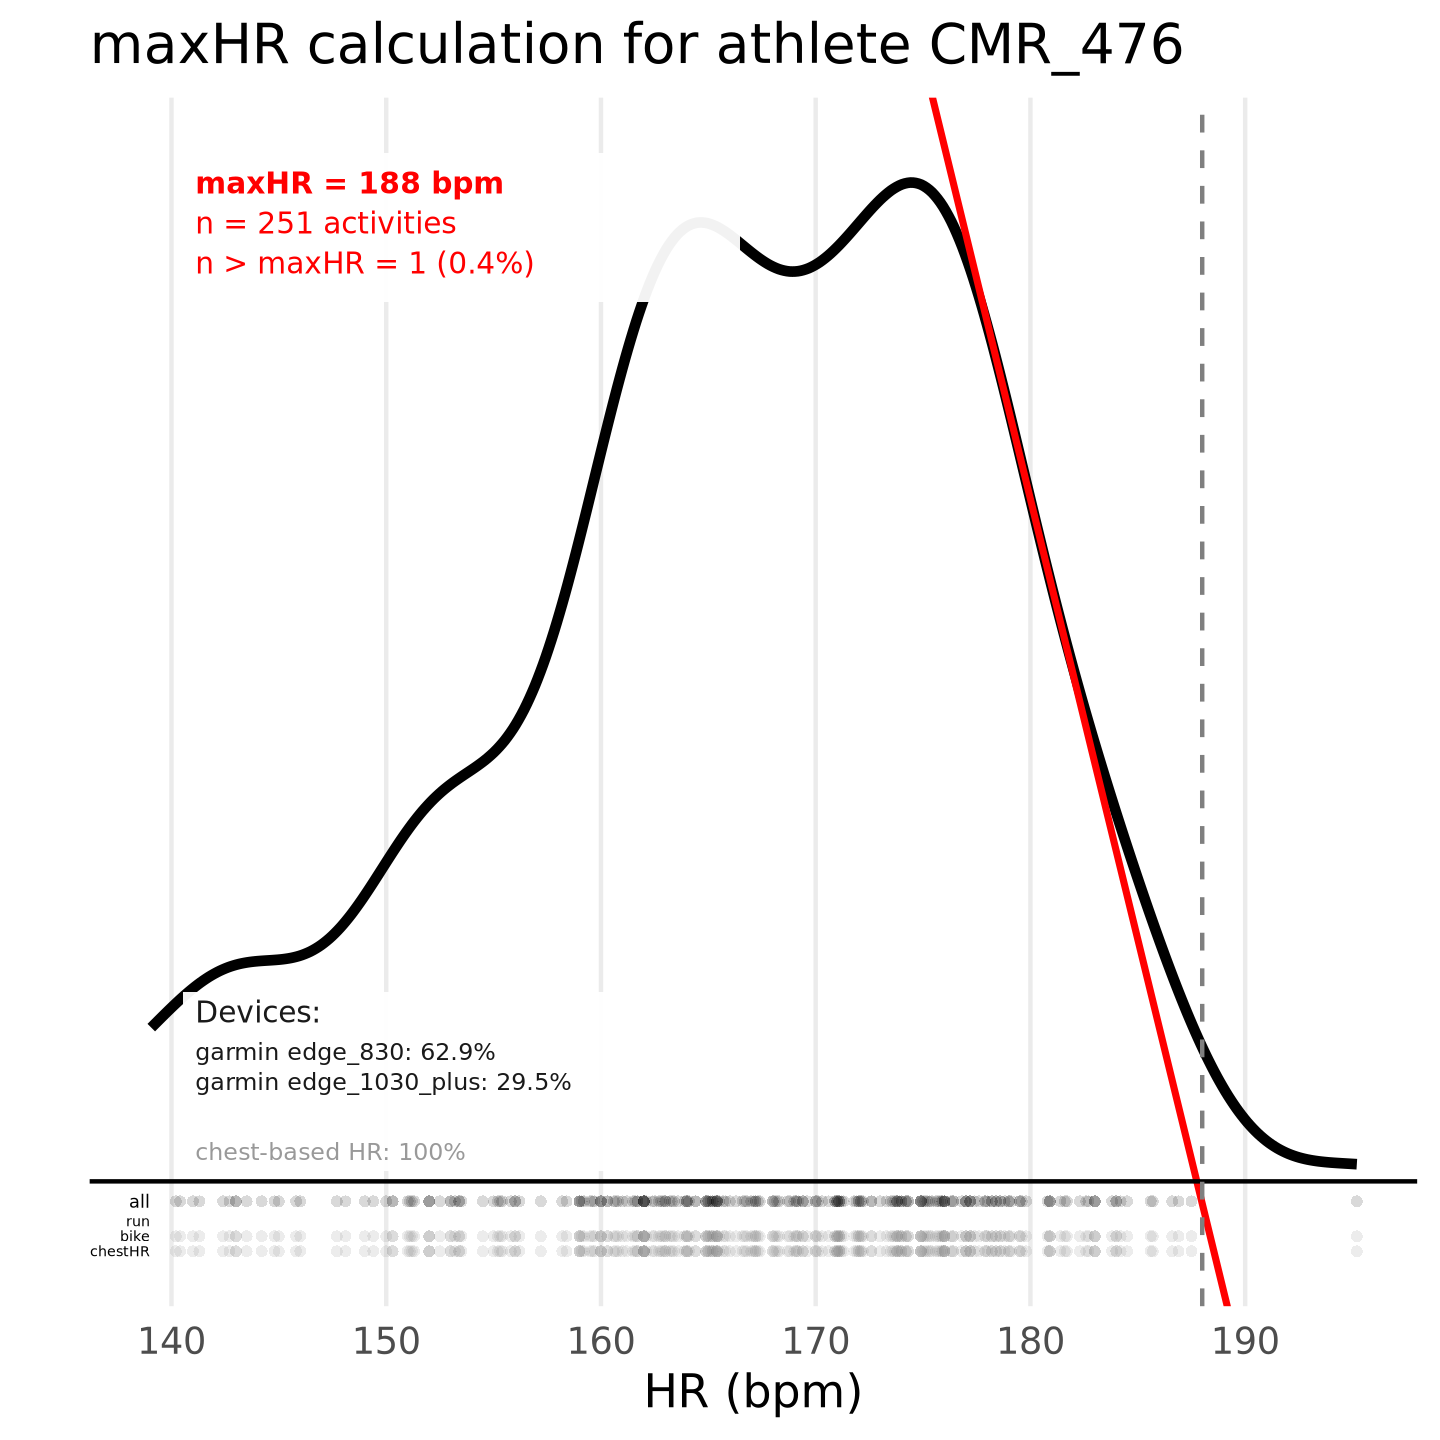 maxHR calculation for athlete CMR_476
maxHR = 188 bpm
n = 251 activities
n > maxHR = 1 (0.4%)
Devices:
garmin edge_830: 62.9%
garmin edge_1030_plus: 29.5%
chest-based HR: 100%
all
run
bike
chestHR
140 150 160 170 180 190
HR (bpm)